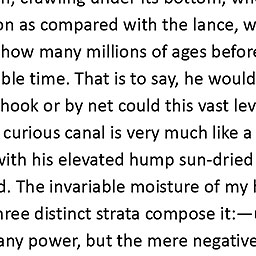 , crawling under its bottom, wh
on as compared with the lance, w
how many millions of ages before
ble time. That is to say, he would
hook or by net could this vast lev
curious canal is very much like a
with his elevated hump sun-dried
d. The invariable moisture of my h
hree distinct strata compose it:—u
any power, but the mere negative